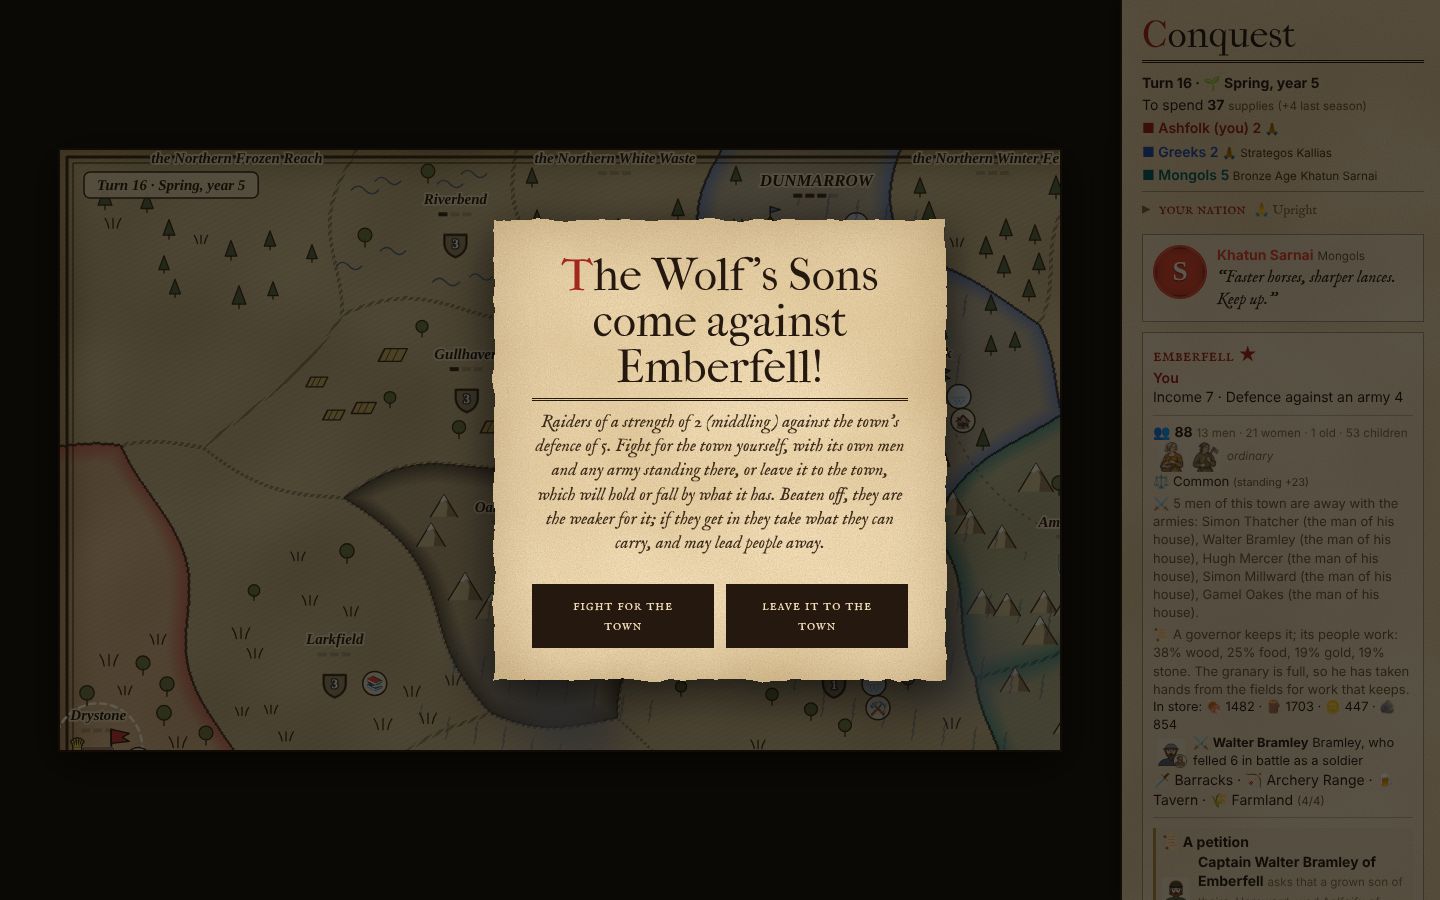 the Northern Frozen Reach
the Northern White Waste
the Northern Winter Fe
Turn 16 · Spring, year 5
Riverbend
3
DUNMARROW
Gullhaven
3
Larkfield
3
Drystone
1
The Wolf's Sons
come against
Emberfell!
Raiders of a strength of 2 (middling) against the town's
defence of 5. Fight for the town yourself, with its own men
and any army standing there, or leave it to the town,
which will hold or fall by what it has. Beaten off, they are
the weaker for it; if they get in they take what they can
carry, and may lead people away.
FIGHT FOR THE
TOWN
LEAVE IT TO THE
TOWN
Conquest
Turn 16 · Spring, year 5
To spend 37 supplies (+4 last season)
Ashfolk (you) 2
Greeks 2 Strategos Kallias
Mongols 5 Bronze Age Khatun Sarnai
YOUR NATION Upright
S
Khatun Sarnai Mongols
“Faster horses, sharper lances.
Keep up.”
EMBERFELL
You
Income 7 · Defence against an army 4
88 13 men · 21 women · 1 old · 53 children
ordinary
Common (standing +23)
5 men of this town are away with the
armies: Simon Thatcher (the man of his
house), Walter Bramley (the man of his
house), Hugh Mercer (the man of his
house), Simon Millward (the man of his
house), Gamel Oakes (the man of his
house).
A governor keeps it; its people work:
38% wood, 25% food, 19% gold, 19%
stone. The granary is full, so he has taken
hands from the fields for work that keeps.
In store: 1482 · 1703 · 447 ·
854
Walter Bramley Bramley, who
felled 6 in battle as a soldier
Barracks · Archery Range ·
Tavern · Farmland (4/4)
A petition
Captain Walter Bramley of
Emberfell asks that a grown son of